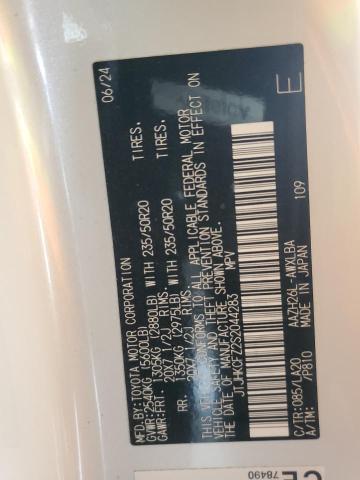 MFD.BY:TOYOTA MOTOR CORPORATION 06/24
GVWR:2540KG (5600LB)
GAWR:FRT. 1305KG (2880LB) WITH 235/50R20 TIRES.
20X7 1/2J RIMS.
RR. 1350KG (2975LB) WITH 235/50R20 TIRES.
20X7 1/2J RIMS.
THIS VEHICLE CONFORMS TO ALL APPLICABLE FEDERAL MOTOR
VEHICLE SAFETY AND THEFT PREVENTION STANDARDS IN EFFECT ON
THE DATE OF MANUFACTURE SHOWN ABOVE.
MPV
C/TR:085/LA20 AAZH26L-AWXLBA
A/TM: /P810 MADE IN JAPAN 109
E
78490